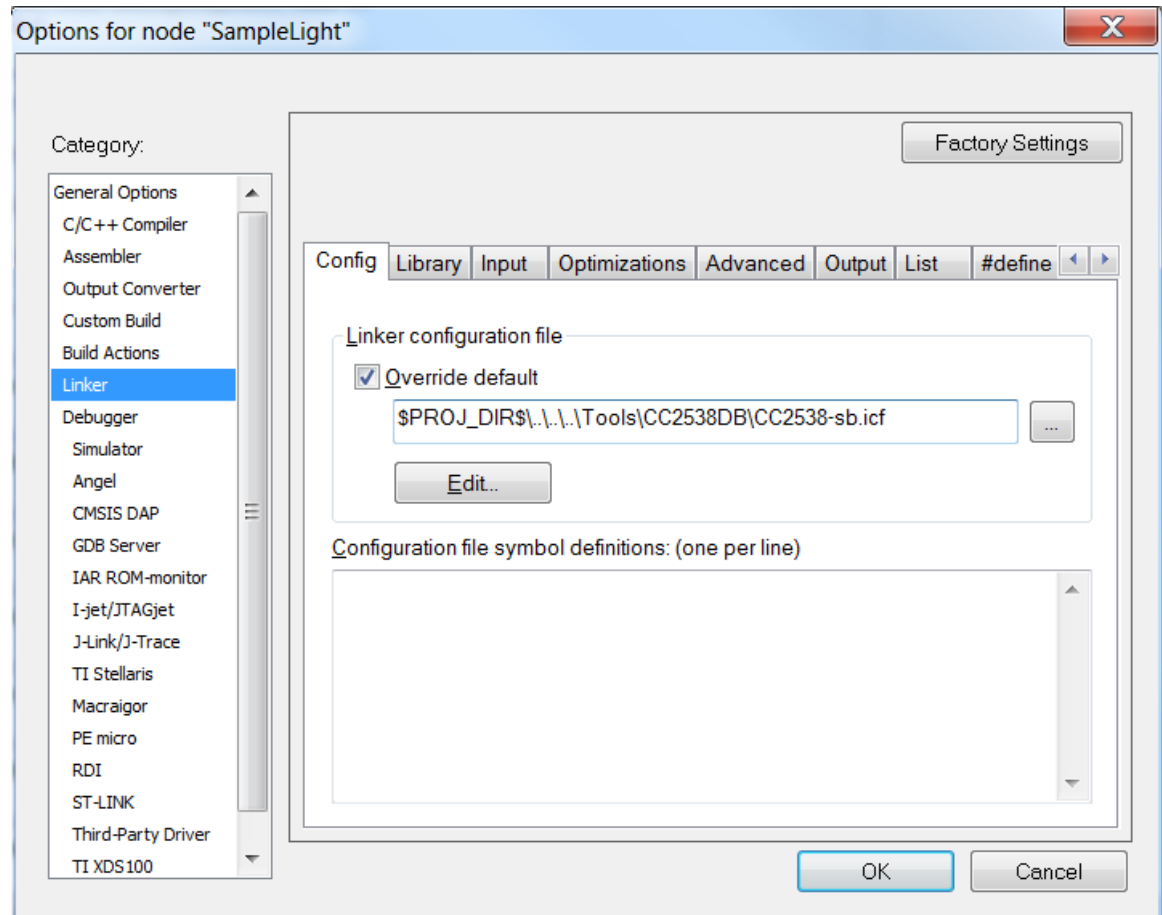 Options for node "SampleLight"
X
Category:
Factory Settings
General Options
C/C++ Compiler
Assembler
Output Converter
Custom Build
Build Actions
Linker
Debugger
Simulator
Angel
CMSIS DAP
GDB Server
IAR ROM-monitor
I-jet/JTAGjet
J-Link/J-Trace
TI Stellaris
Macraigor
PE micro
RDI
ST-LINK
Third-Party Driver
TI XDS100
Config Library Input Optimizations Advanced Output List #define
Linker configuration file
Override default
$PROJ_DIR$\..\..\..\Tools\CC2538DB\CC2538-sb.icf
...
Edit...
Configuration file symbol definitions: (one per line)
OK Cancel